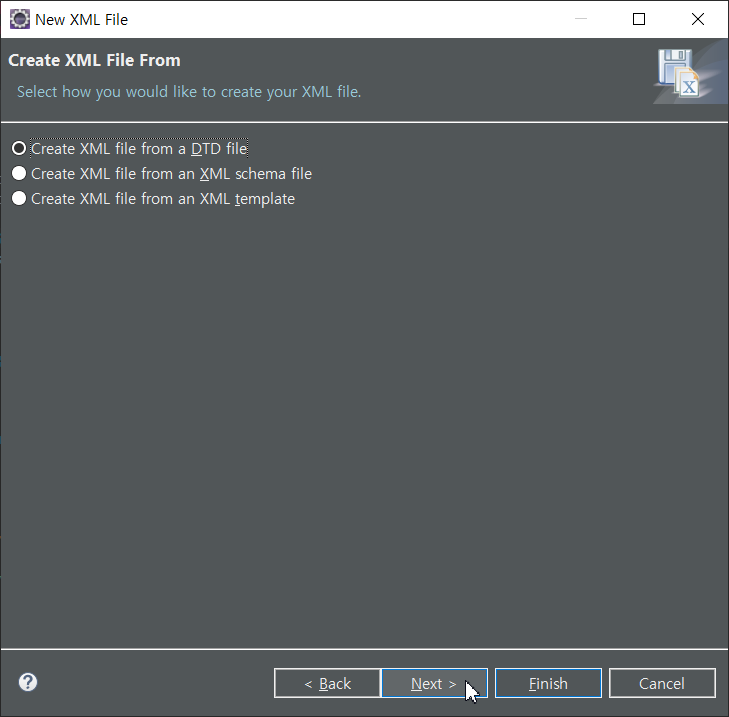 New XML File
Create XML File From
Select how you would like to create your XML file.
X
Create XML file from a DTD file
Create XML file from an XML schema file
Create XML file from an XML template
?
< Back
Next >
Finish
Cancel